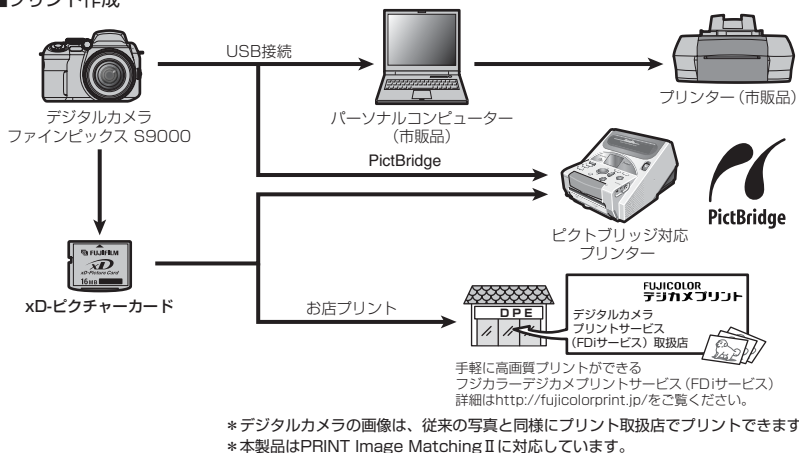 ■プリント作成
USB接続
デジタルカメラ
ファインピックス S9000
パーソナルコンピューター
(市販品)
プリンター(市販品)
PictBridge
PictBridge
ピクトブリッジ対応
プリンター
FUJIFILM
xD
xD-Picture Card
16MB
xD-ピクチャーカード
お店プリント
DPE
FUJICOLOR
デジカメプリント
デジタルカメラ
プリントサービス
(FDiサービス)取扱店
手軽に高画質プリントができる
フジカラーデジカメプリントサービス(FDiサービス)
詳細はhttp://fujicolorprint.jp/をご覧ください。
*デジタルカメラの画像は、従来の写真と同様にプリント取扱店でプリントできます
*本製品はPRINT Image MatchingⅡに対応しています。